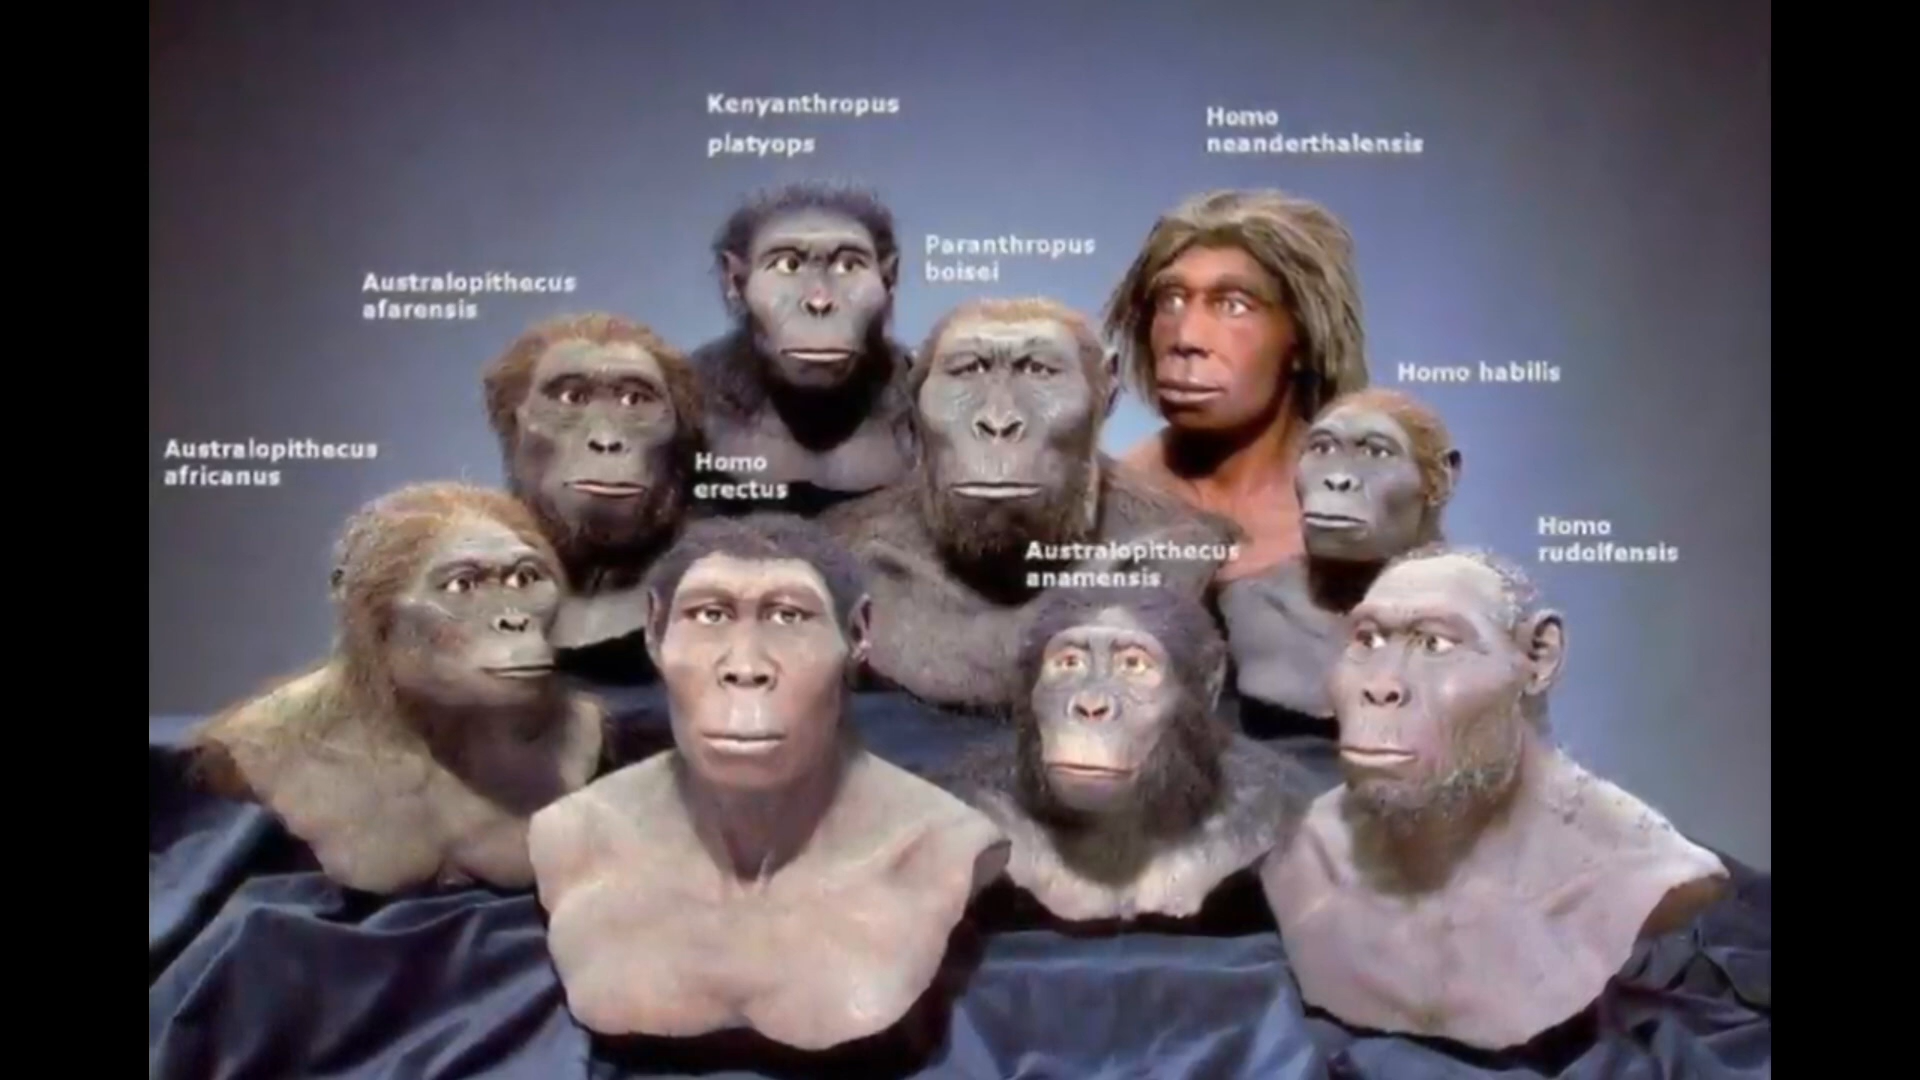 Kenyanthropus
platyops
Homo
neanderthalensis
Paranthropus
boisei
Australopithecus
afarensis
Homo habilis
Australopithecus
africanus
Homo
erectus
Homo
rudolfensis
Australopithecus
anamensis